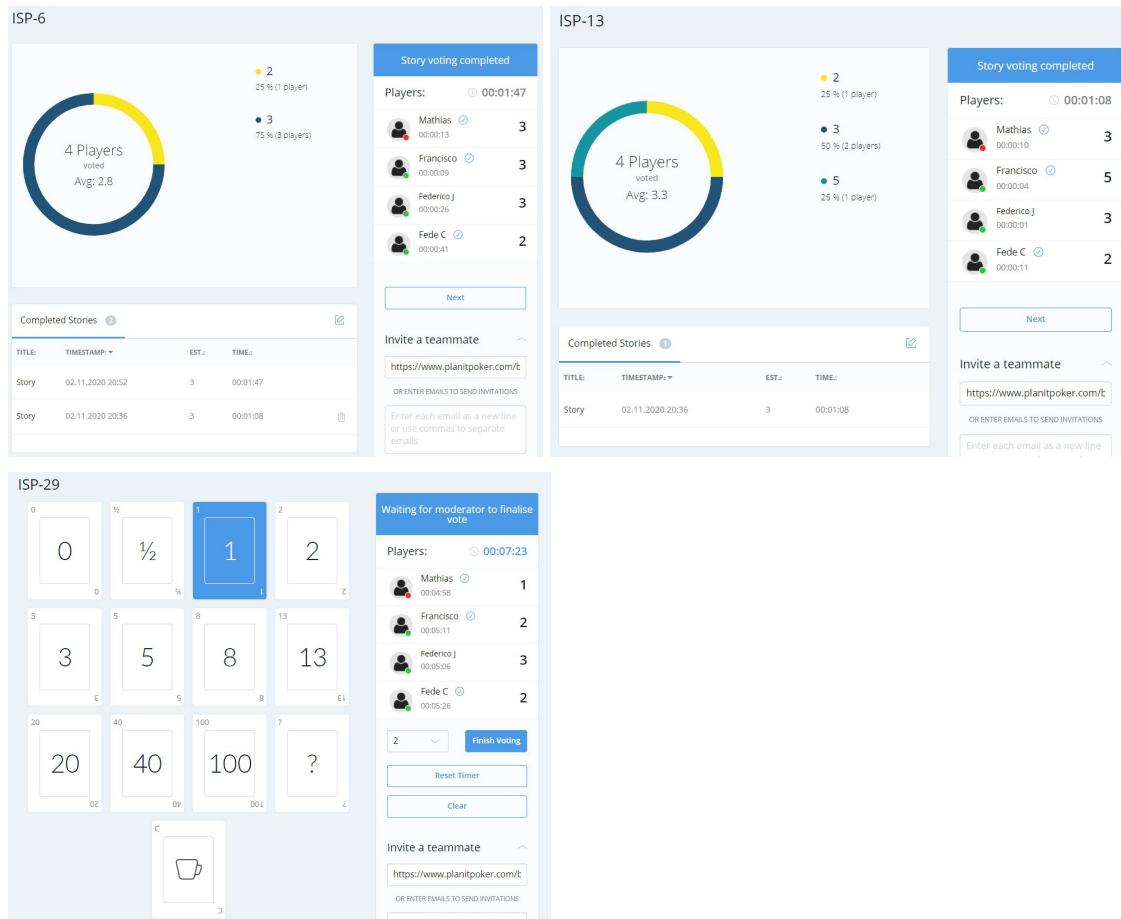 ISP-6
2
25 % (1 player)
3
75 % (3 players)
4 Players
voted
Avg: 2.8
Story voting completed
Players: 00:01:47
Mathias
00:00:13
3
Francisco
00:00:09
3
Federico J
00:00:26
3
Fede C
00:00:41
2
Next
Completed Stories 2
TITLE: TIMESTAMP: EST.: TIME.:
Story 02.11.2020 20:52 3 00:01:47
Story 02.11.2020 20:36 3 00:01:08
Invite a teammate
https://www.planitpoker.com/b
OR ENTER EMAILS TO SEND INVITATIONS
Enter each email as a new line
or use commas to separate
emails
ISP-13
2
25 % (1 player)
3
50 % (2 players)
5
25 % (1 player)
4 Players
voted
Avg: 3.3
Story voting completed
Players: 00:01:08
Mathias
00:00:10
3
Francisco
00:00:04
5
Federico J
00:00:01
3
Fede C
00:00:11
2
Next
Completed Stories 1
TITLE: TIMESTAMP: EST.: TIME.:
Story 02.11.2020 20:36 3 00:01:08
Invite a teammate
https://www.planitpoker.com/b
OR ENTER EMAILS TO SEND INVITATIONS
Enter each email as a new line
ISP-29
0 ½ 1 2
0 ½ 1 2
0 ½ 1 2
3 5 8 13
3 5 8 13
3 5 8 13
20 40 100 ?
20 40 100 ?
20 40 100 ?
C
C
Waiting for moderator to finalise
vote
Players: 00:07:23
Mathias
00:04:58
1
Francisco
00:05:11
2
Federico J
00:05:06
3
Fede C
00:05:26
2
2 Finish Voting
Reset Timer
Clear
Invite a teammate
https://www.planitpoker.com/b
OR ENTER EMAILS TO SEND INVITATIONS